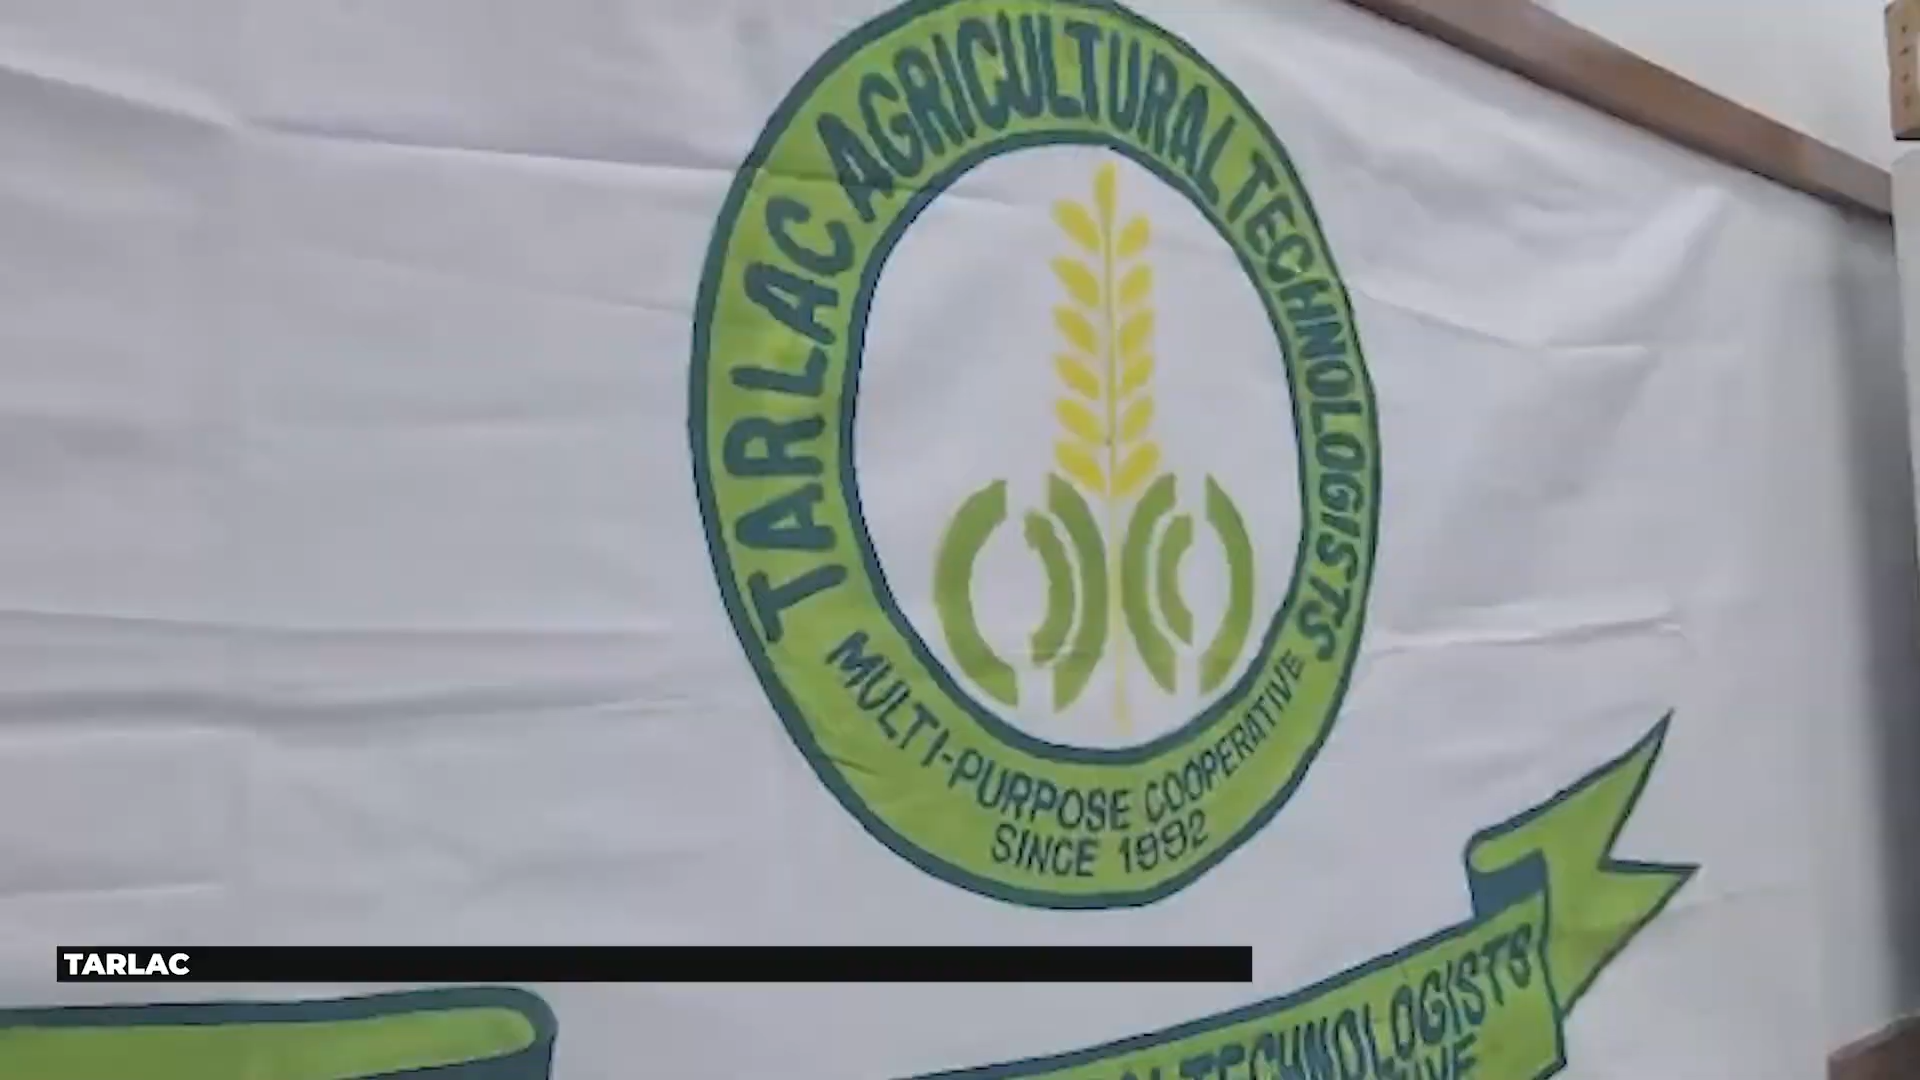 TARLAC AGRICULTURAL TECHNOLOGISTS
MULTI-PURPOSE COOPERATIVE
SINCE 1992
TARLAC
TECHNOLOGISTS